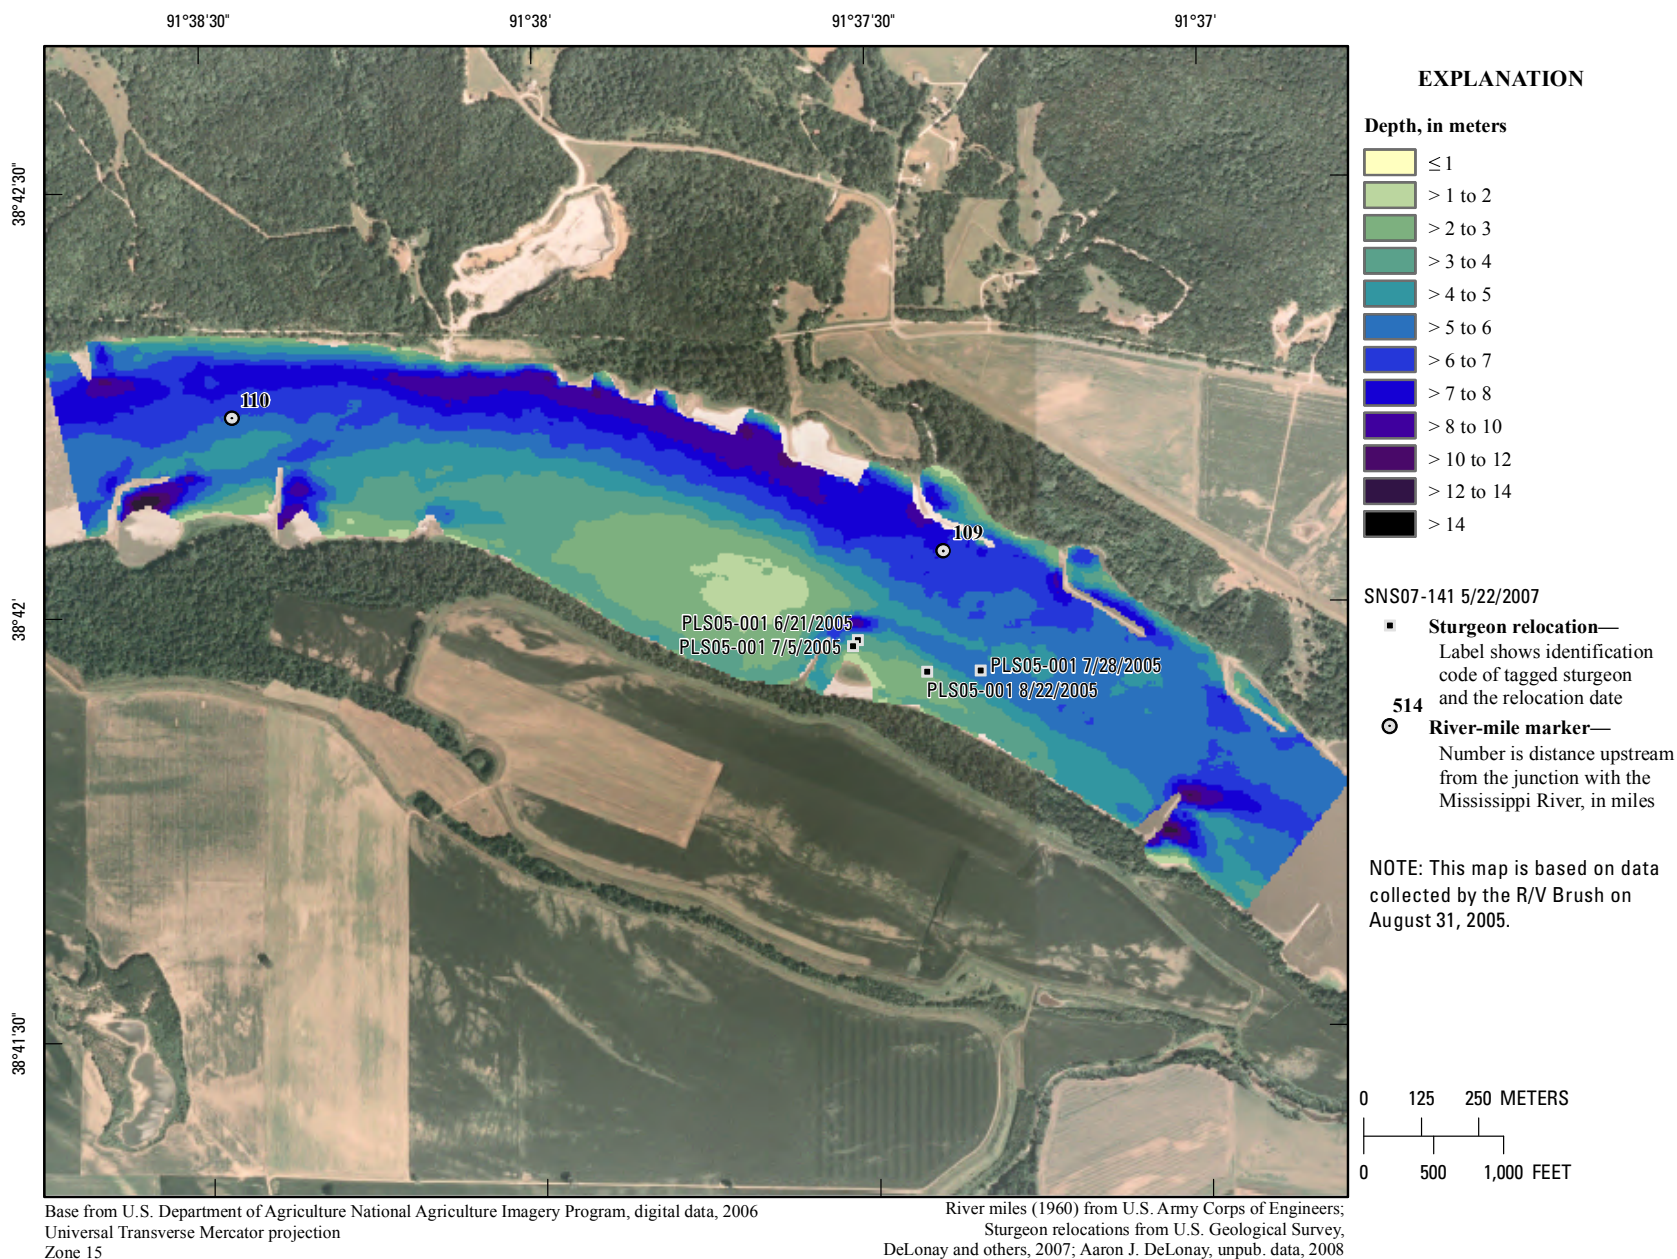 91°38'30"
91°38'
91°37'30"
91°37'
38°42'30"
38°42'
38°41'30"
110
109
PLS05-001 6/21/2005
PLS05-001 7/5/2005
PLS05-001 7/28/2005
PLS05-001 8/22/2005
EXPLANATION
Depth, in meters
≤ 1
> 1 to 2
> 2 to 3
> 3 to 4
> 4 to 5
> 5 to 6
> 6 to 7
> 7 to 8
> 8 to 10
> 10 to 12
> 12 to 14
> 14
SNS07-141 5/22/2007
Sturgeon relocation—
Label shows identification
code of tagged sturgeon
and the relocation date
514
River-mile marker—
Number is distance upstream
from the junction with the
Mississippi River, in miles
NOTE: This map is based on data
collected by the R/V Brush on
August 31, 2005.
0 125 250 METERS
0 500 1,000 FEET
Base from U.S. Department of Agriculture National Agriculture Imagery Program, digital data, 2006
Universal Transverse Mercator projection
Zone 15
River miles (1960) from U.S. Army Corps of Engineers;
Sturgeon relocations from U.S. Geological Survey,
DeLonay and others, 2007; Aaron J. DeLonay, unpub. data, 2008